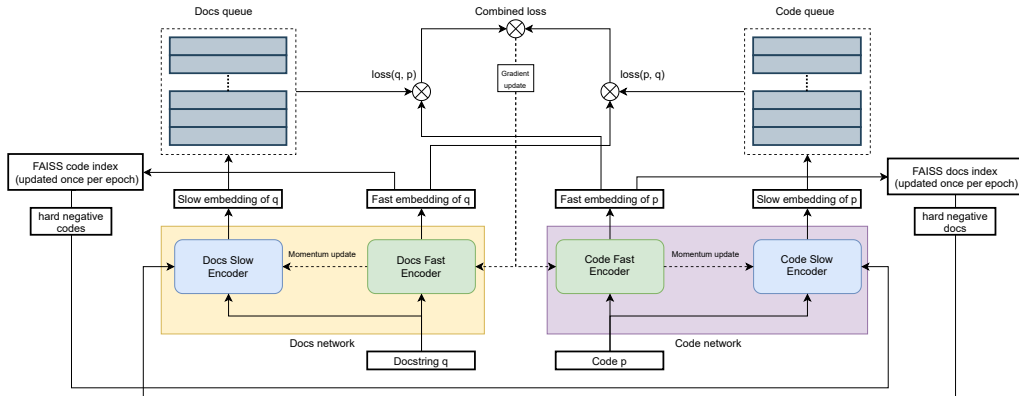 Docs queue
Combined loss
Code queue
loss(q, p)
Gradient
update
loss(p, q)
FAISS code index
(updated once per epoch)
FAISS docs index
(updated once per epoch)
Slow embedding of q
Fast embedding of q
Fast embedding of p
Slow embedding of p
hard negative
codes
hard negative
docs
Docs Slow
Encoder
Momentum update
Docs Fast
Encoder
Code Fast
Encoder
Momentum update
Code Slow
Encoder
Docs network
Code network
Docstring q
Code p